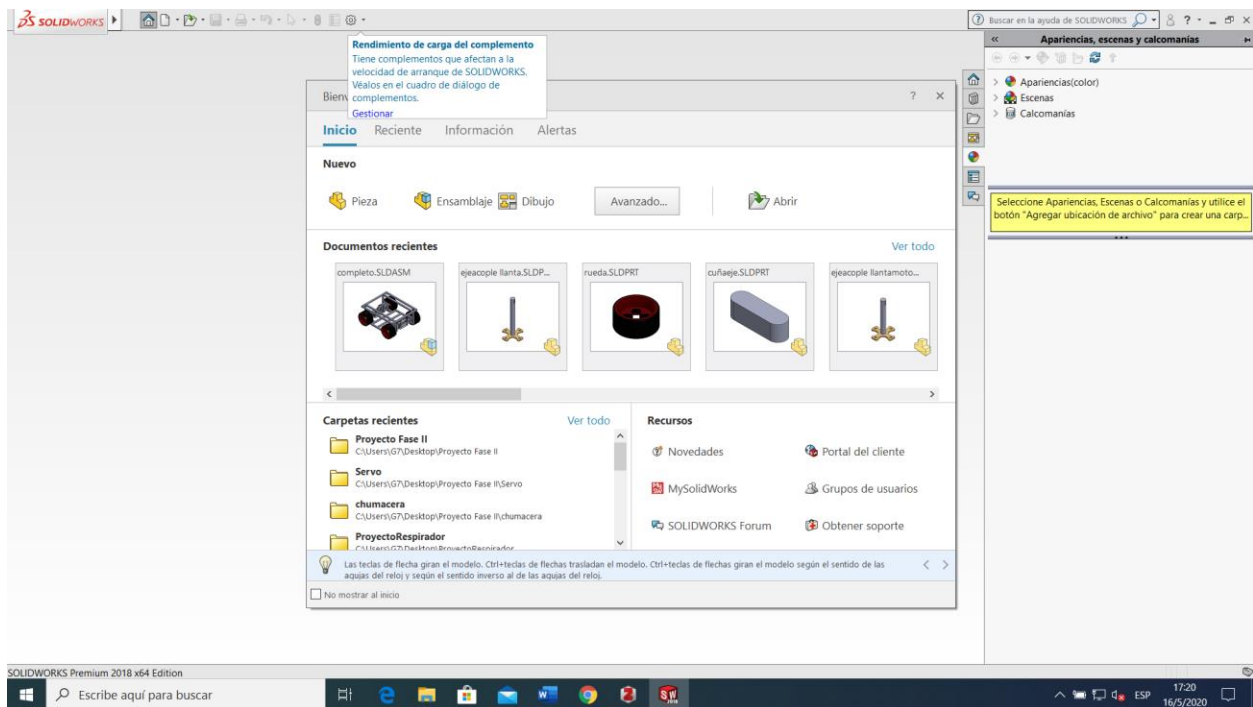 SOLIDWORKS
Buscar en la ayuda de SOLIDWORKS
Rendimiento de carga del complemento
Tiene complementos que afectan a la
velocidad de arranque de SOLIDWORKS.
Véalos en el cuadro de diálogo de
complementos.
Gestionar
Apariencias, escenas y calcomanías
Apariencias(color)
Escenas
Calcomanías
Seleccione Apariencias, Escenas o Calcomanías y utilice el
botón "Agregar ubicación de archivo" para crear una carp...
Bienv
Inicio Reciente Información Alertas
Nuevo
Pieza Ensamblaje Dibujo Avanzado... Abrir
Documentos recientes Ver todo
completo.SLDASM ejeacople llanta.SLDP... rueda.SLDPRT cuñaeje.SLDPRT ejeacople llantamoto...
Carpetas recientes Ver todo
Proyecto Fase II
C:\Users\G7\Desktop\Proyecto Fase II
Servo
C:\Users\G7\Desktop\Proyecto Fase II\Servo
chumacera
C:\Users\G7\Desktop\Proyecto Fase II\chumacera
ProyectoRespirador
C:\Users\G7\Desktop\ProyectoRespirador
Recursos
Novedades Portal del cliente
MySolidWorks Grupos de usuarios
SOLIDWORKS Forum Obtener soporte
Las teclas de flecha giran el modelo. Ctrl+teclas de flechas trasladan el modelo. Ctrl+teclas de flechas giran el modelo según el sentido de las
agujas del reloj y según el sentido inverso al de las agujas del reloj.
No mostrar al inicio
SOLIDWORKS Premium 2018 x64 Edition
Escribe aquí para buscar
ESP
17:20
16/5/2020